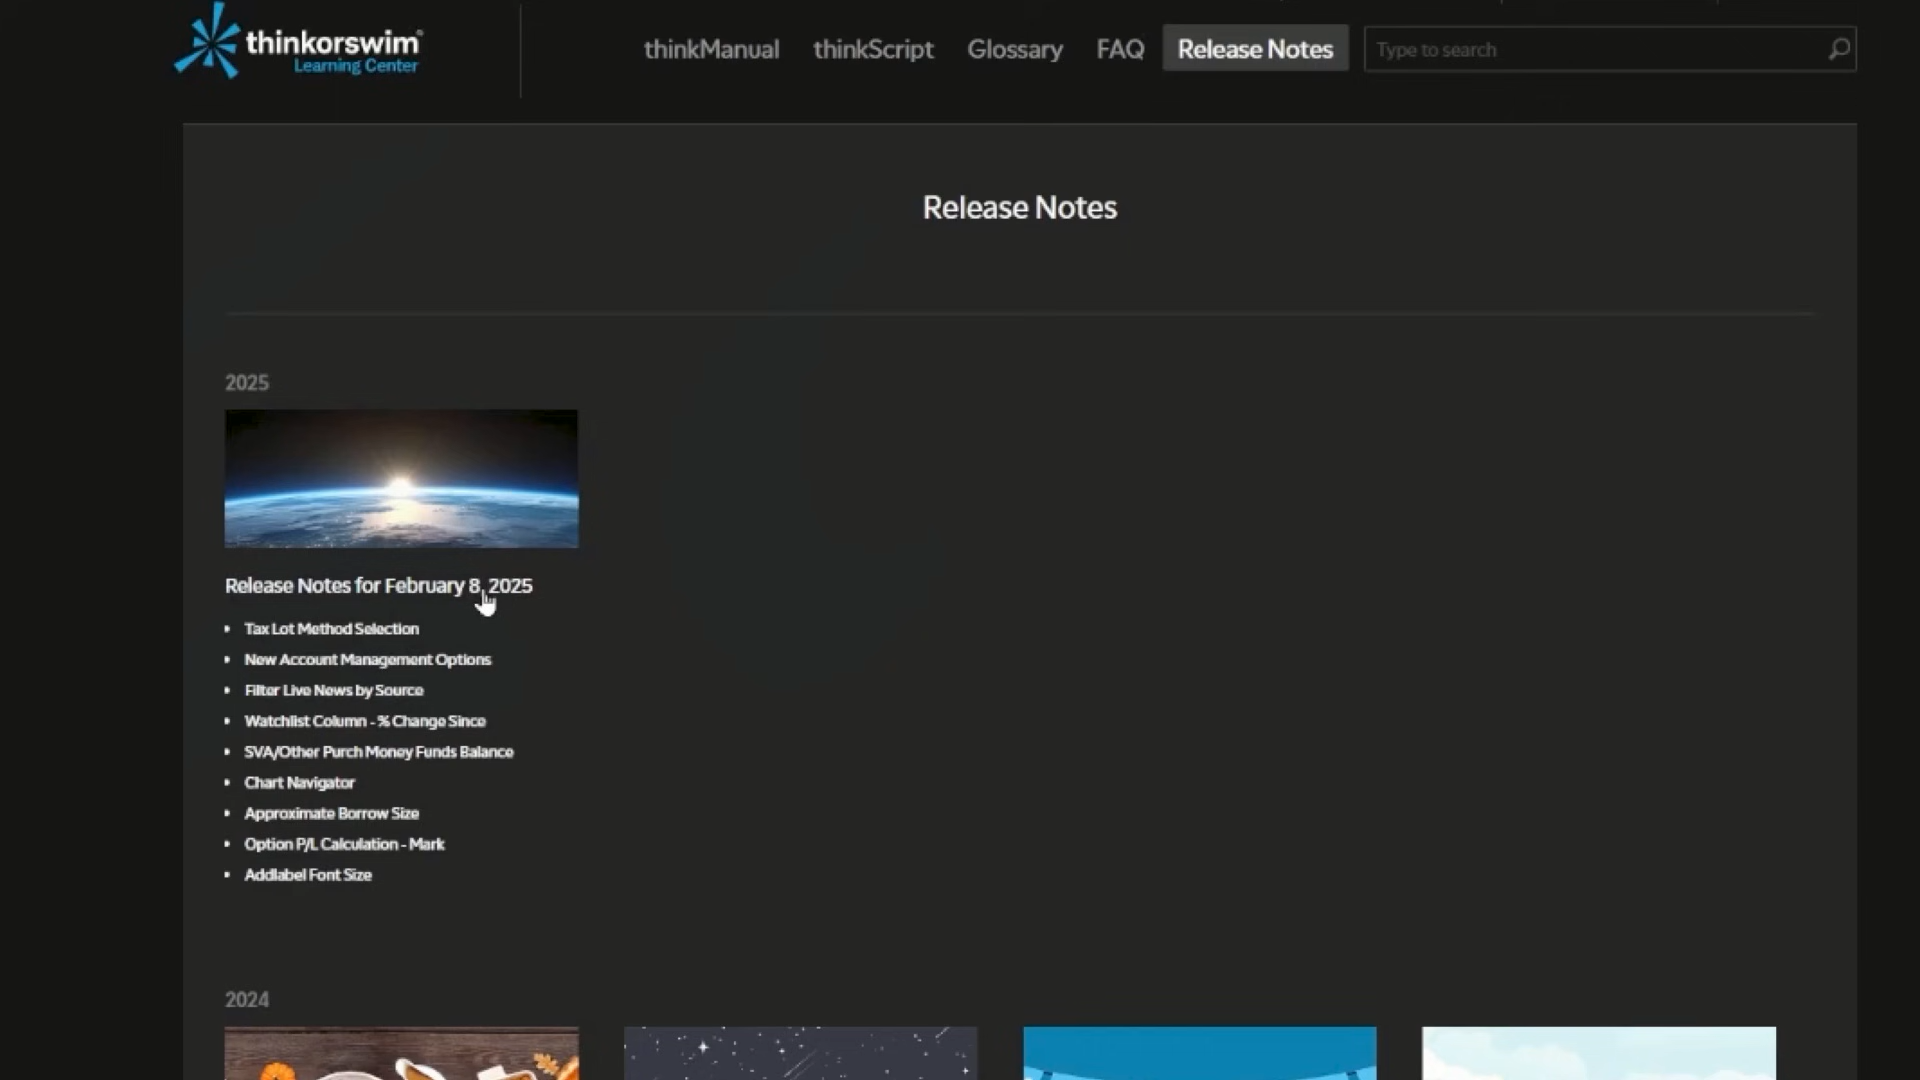 thinkorswim®
Learning Center
thinkManual thinkScript Glossary FAQ Release Notes Type to search
Release Notes
2025
Release Notes for February 8, 2025
Tax Lot Method Selection
New Account Management Options
Filter Live News by Source
Watchlist Column - % Change Since
SVA/Other Purch Money Funds Balance
Chart Navigator
Approximate Borrow Size
Option P/L Calculation - Mark
Addlabel Font Size
2024